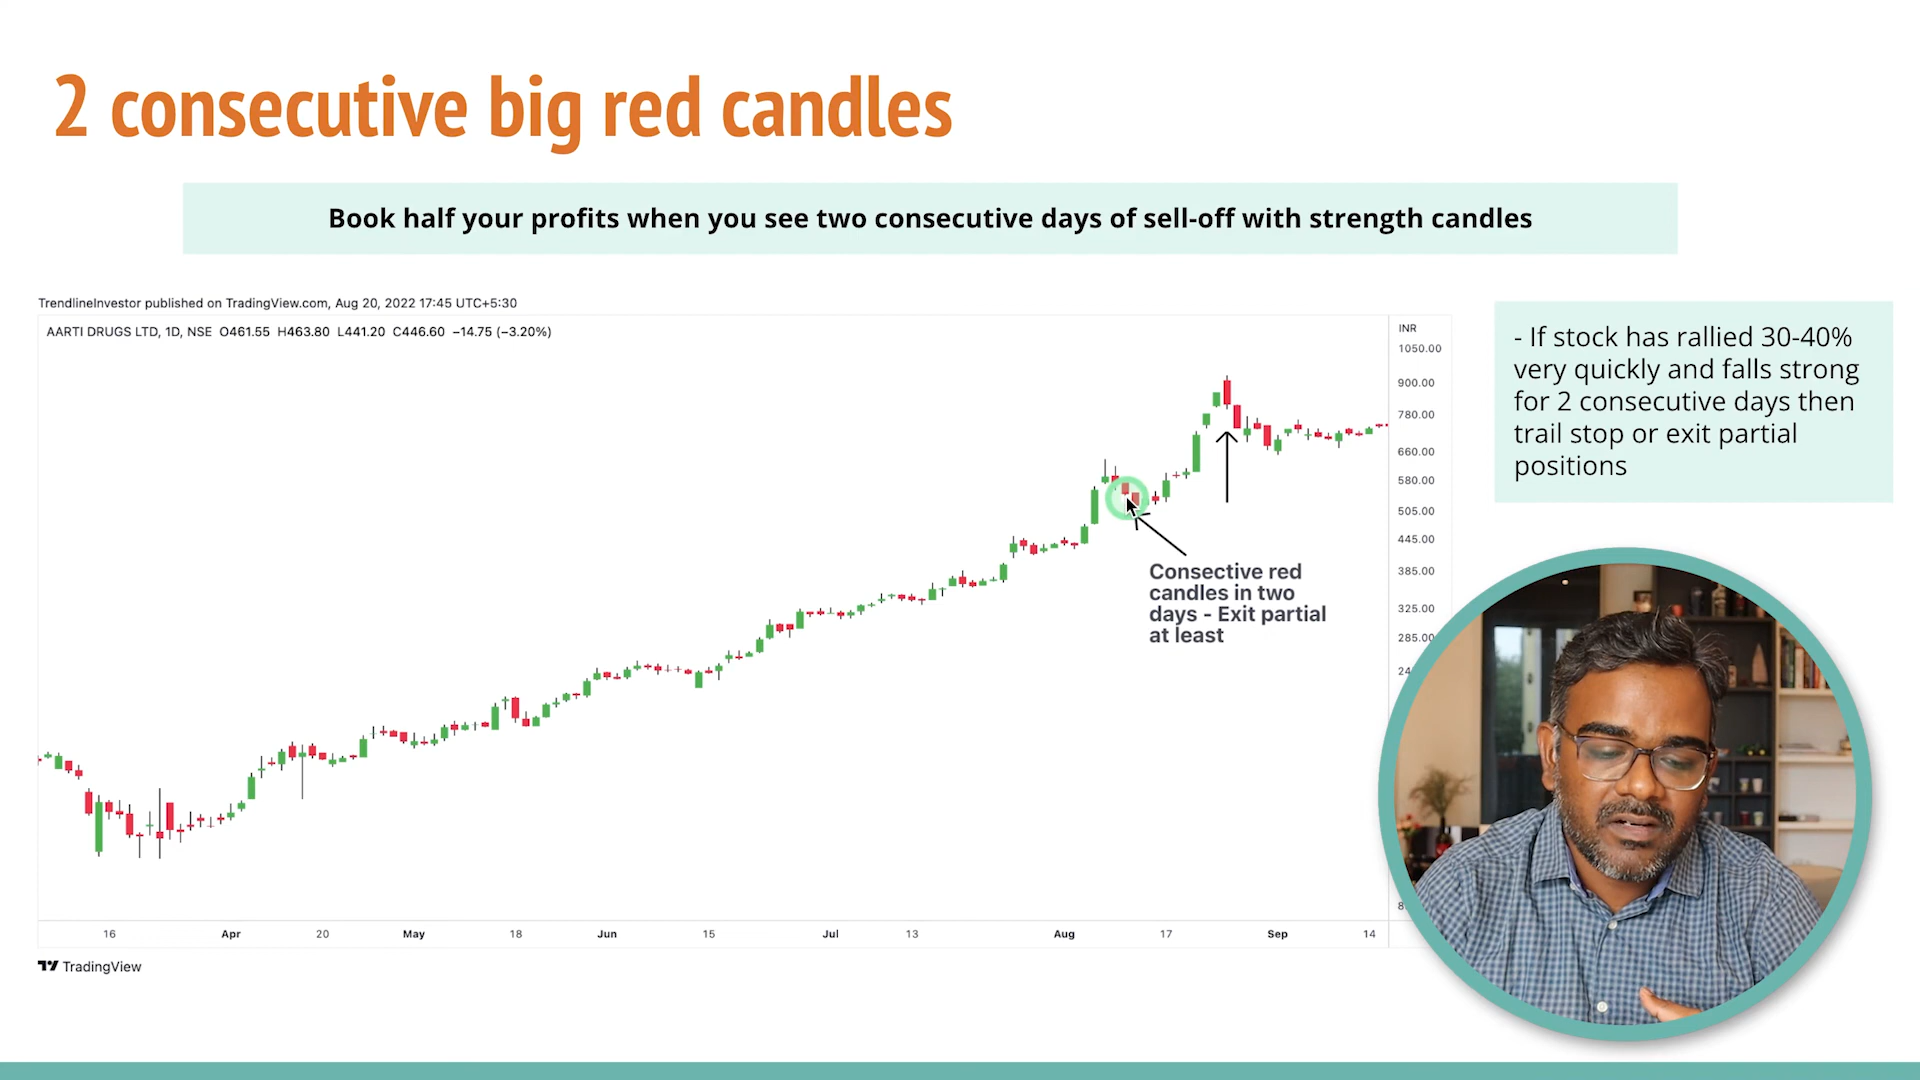 2 consecutive big red candles
Book half your profits when you see two consecutive days of sell-off with strength candles
TrendlineInvestor published on TradingView.com, Aug 20, 2022 17:45 UTC+5:30
AARTI DRUGS LTD, 1D, NSE O461.55 H463.80 L441.20 C446.60 −14.75 (−3.20%)
INR
1050.00
900.00
780.00
660.00
580.00
505.00
445.00
385.00
325.00
285.00
- If stock has rallied 30-40%
very quickly and falls strong
for 2 consecutive days then
trail stop or exit partial
positions
Consective red
candles in two
days - Exit partial
at least
16 Apr 20 May 18 Jun 15 Jul 13 Aug 17 Sep 14
TradingView